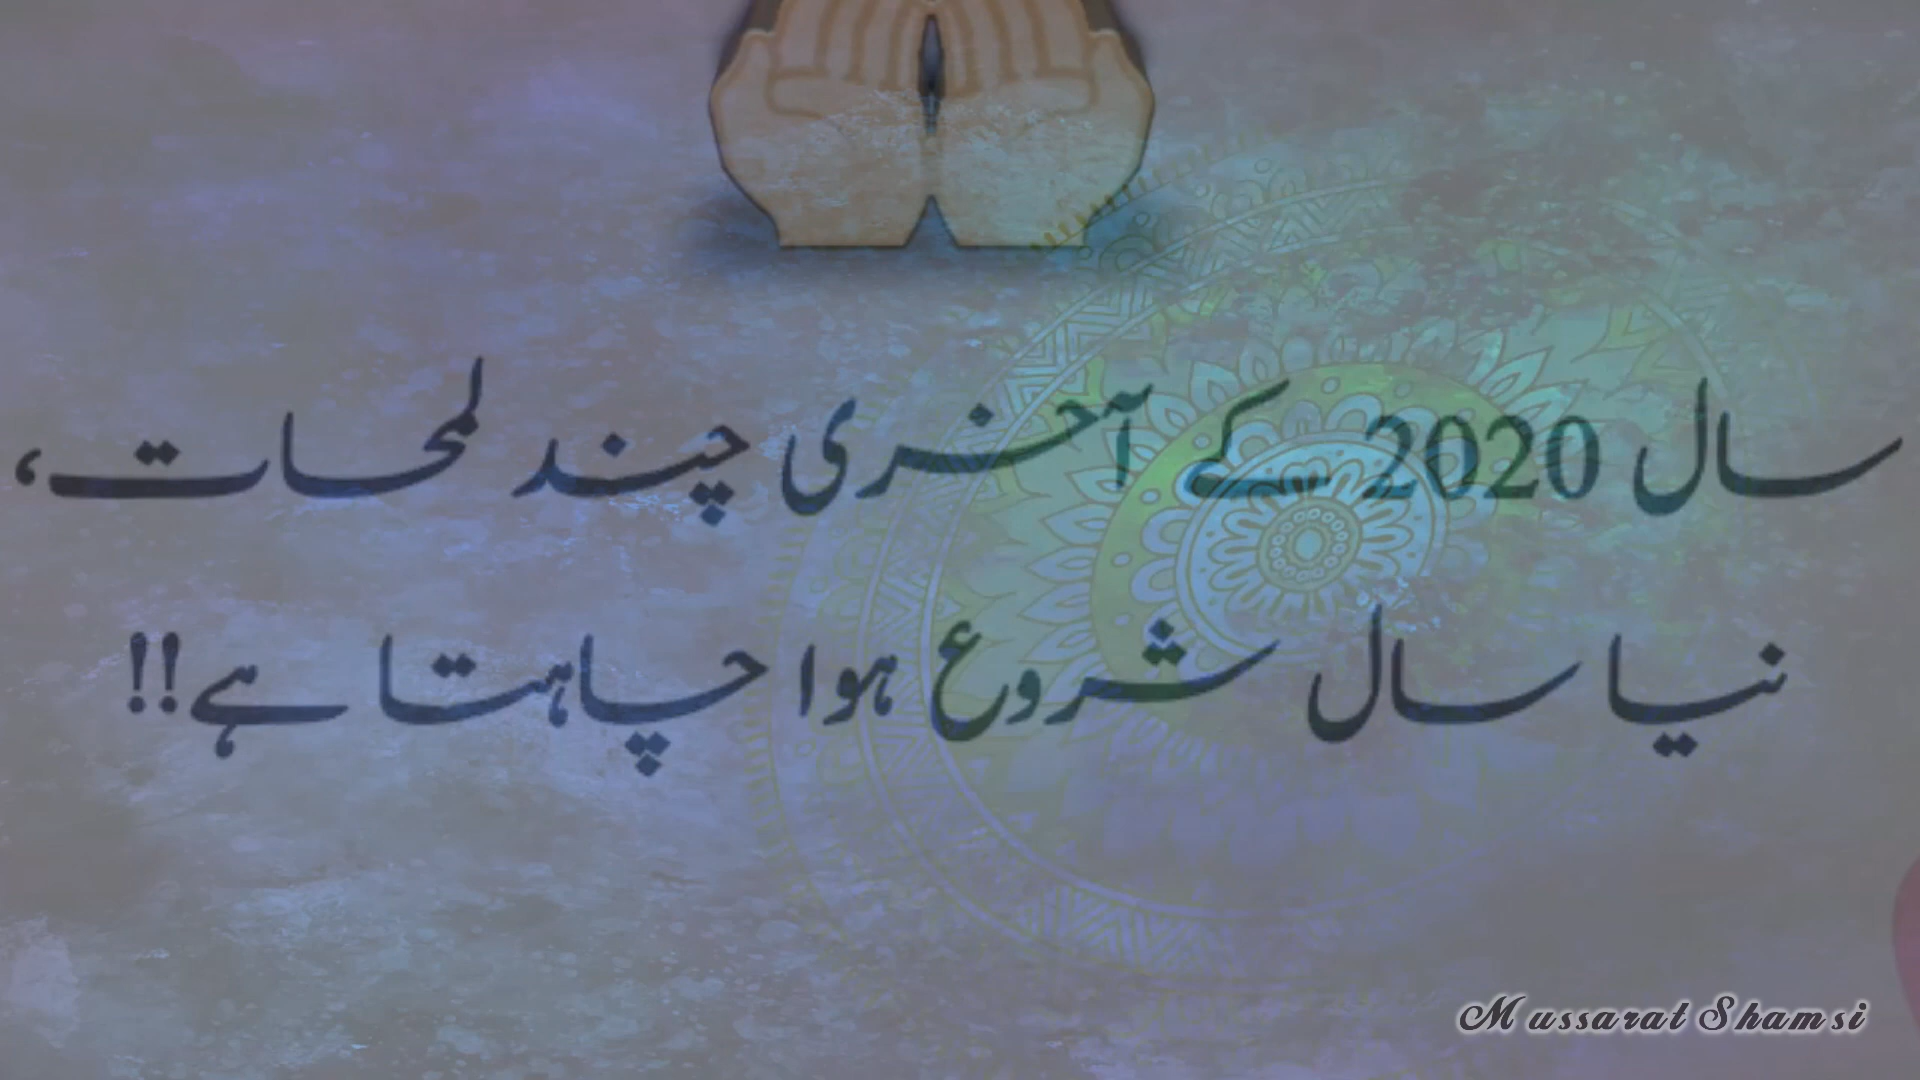 سال 2020 کے آخری چند لمحات،
نیا سال شروع ہوا چاہتا ہے!!
Mussarat Shamsi